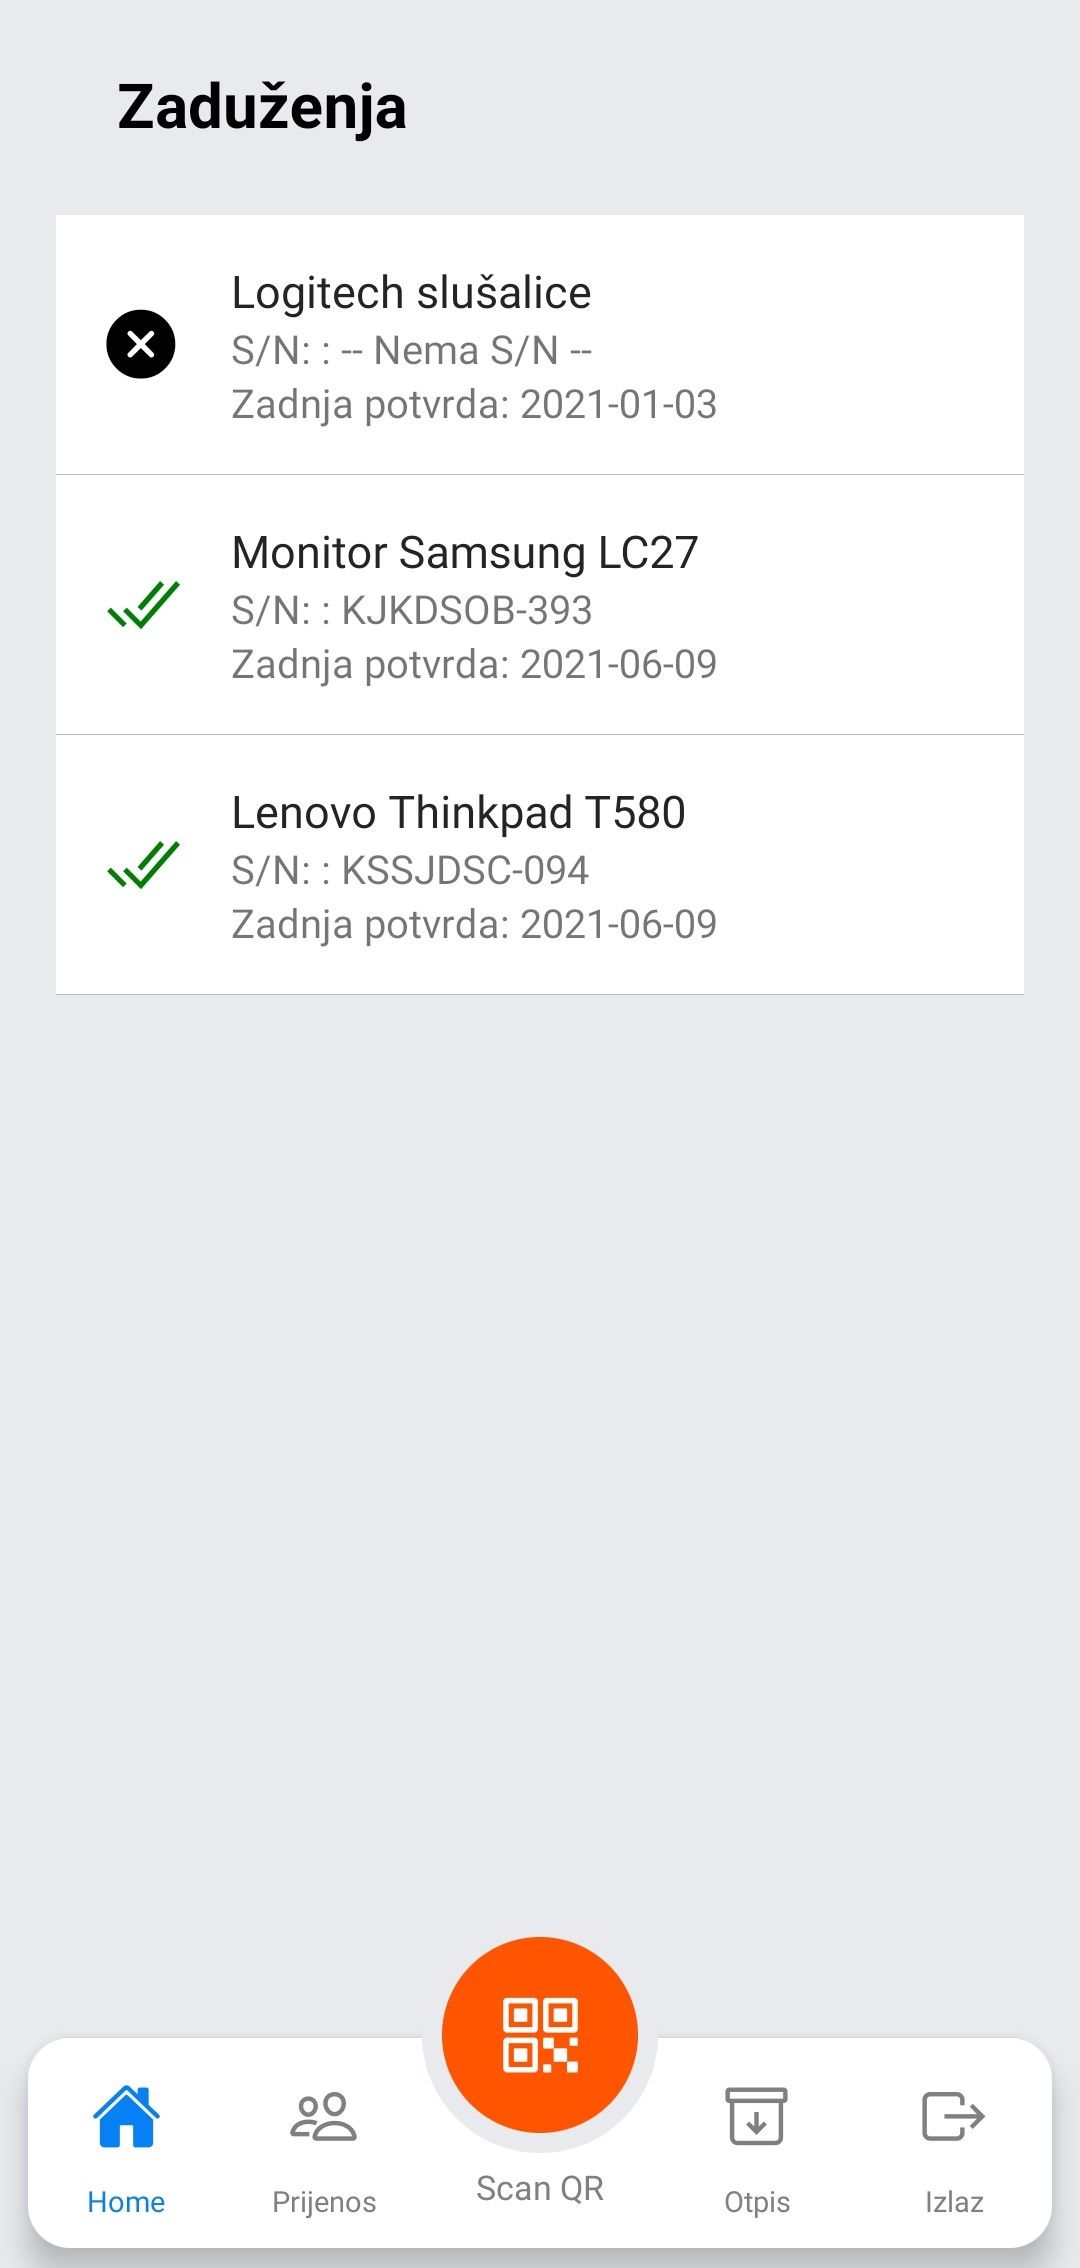 Zaduženja
Logitech slušalice
S/N: : -- Nema S/N --
Zadnja potvrda: 2021-01-03
Monitor Samsung LC27
S/N: : KJKDSOB-393
Zadnja potvrda: 2021-06-09
Lenovo Thinkpad T580
S/N: : KSSJDSC-094
Zadnja potvrda: 2021-06-09
Home
Prijenos
Scan QR
Otpis
Izlaz